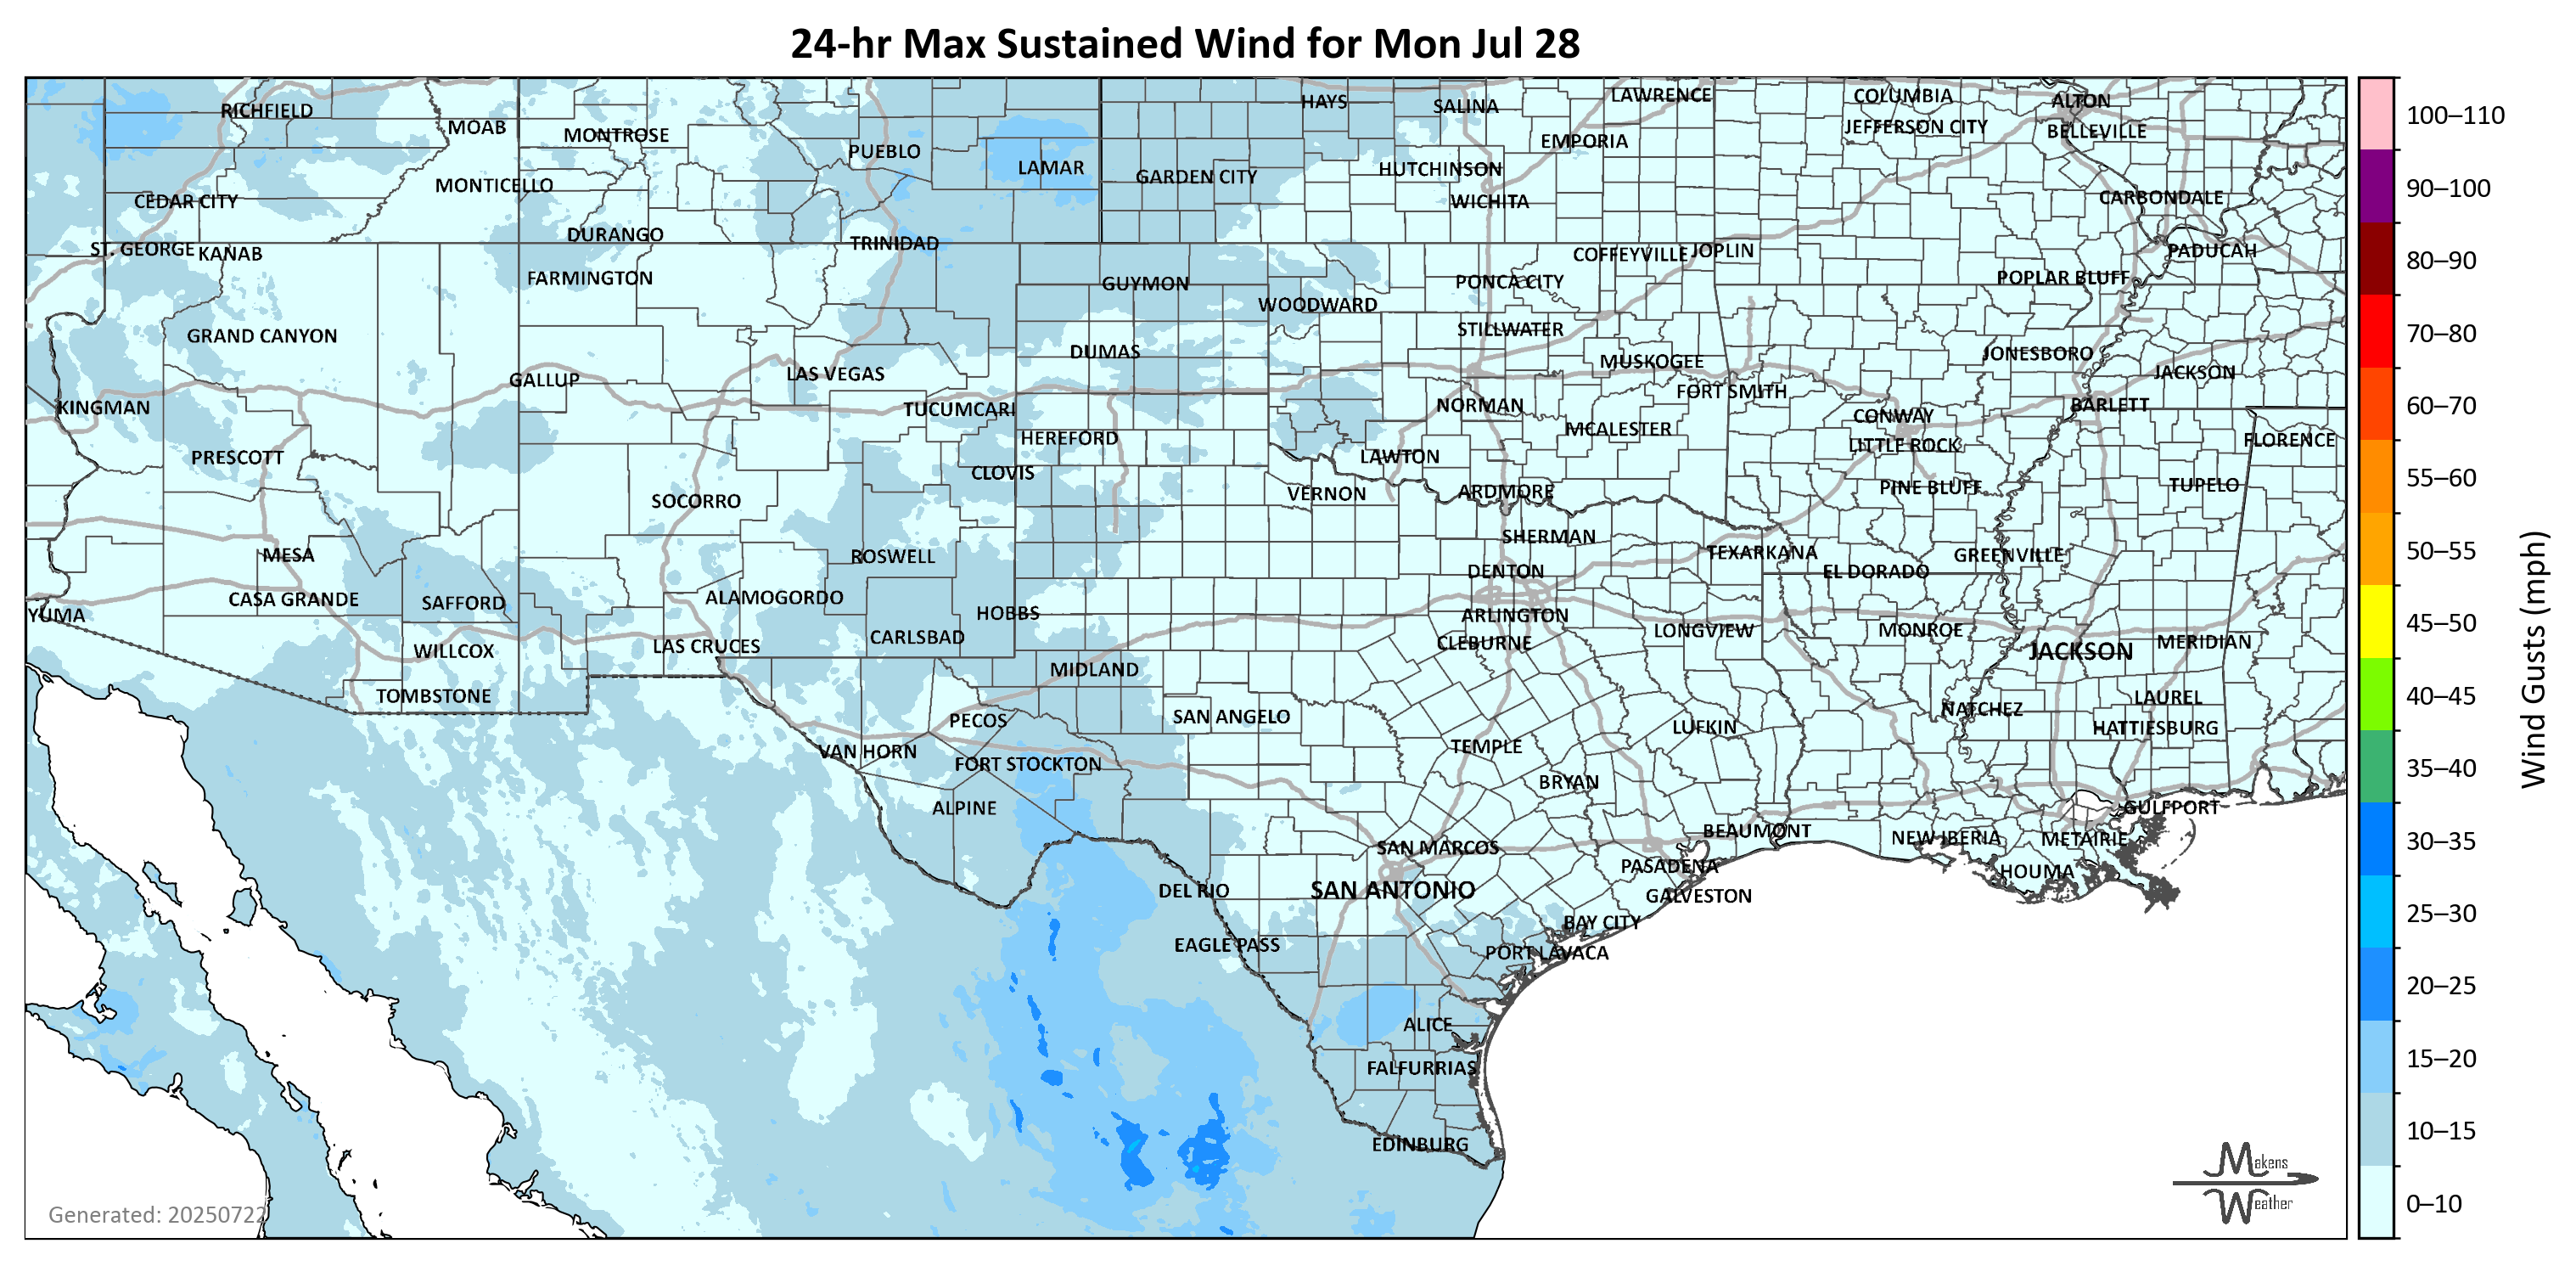 24-hr Max Sustained Wind for Mon Jul 28
RICHFIELD
MOAB
MONTROSE
PUEBLO
LAMAR
HAYS
SALINA
LAWRENCE
COLUMBIA
ALTON
JEFFERSON CITY
BELLEVILLE
EMPORIA
GARDEN CITY
HUTCHINSON
MONTICELLO
CEDAR CITY
WICHITA
CARBONDALE
DURANGO
TRINIDAD
ST. GEORGE
KANAB
COFFEYVILLE
JOPLIN
PADUCAH
FARMINGTON
GUYMON
PONCA CITY
POPLAR BLUFF
WOODWARD
GRAND CANYON
STILLWATER
DUMAS
JONESBORO
MUSKOGEE
GALLUP
LAS VEGAS
JACKSON
FORT SMITH
KINGMAN
TUCUMCARI
NORMAN
CONWAY
BARLETT
HEREFORD
MCALESTER
LITTLE ROCK
FLORENCE
PRESCOTT
CLOVIS
LAWTON
SOCORRO
VERNON
ARDMORE
PINE BLUFF
TUPELO
MESA
ROSWELL
SHERMAN
TEXARKANA
GREENVILLE
DENTON
EL DORADO
CASA GRANDE
SAFFORD
ALAMOGORDO
HOBBS
ARLINGTON
YUMA
WILLCOX
LAS CRUCES
CARLSBAD
CLEBURNE
LONGVIEW
MONROE
JACKSON
MERIDIAN
MIDLAND
TOMBSTONE
PECOS
SAN ANGELO
NATCHEZ
LAUREL
LUFKIN
HATTIESBURG
VAN HORN
FORT STOCKTON
TEMPLE
BRYAN
ALPINE
GULFPORT
BEAUMONT
NEW IBERIA
METAIRIE
SAN MARCOS
PASADENA
HOUMA
DEL RIO
SAN ANTONIO
GALVESTON
BAY CITY
EAGLE PASS
PORT LAVACA
ALICE
FALFURRIAS
EDINBURG
Generated: 20250722
Makens
Weather
100–110
90–100
80–90
70–80
60–70
55–60
50–55
45–50
40–45
35–40
30–35
25–30
20–25
15–20
10–15
0–10
Wind Gusts (mph)